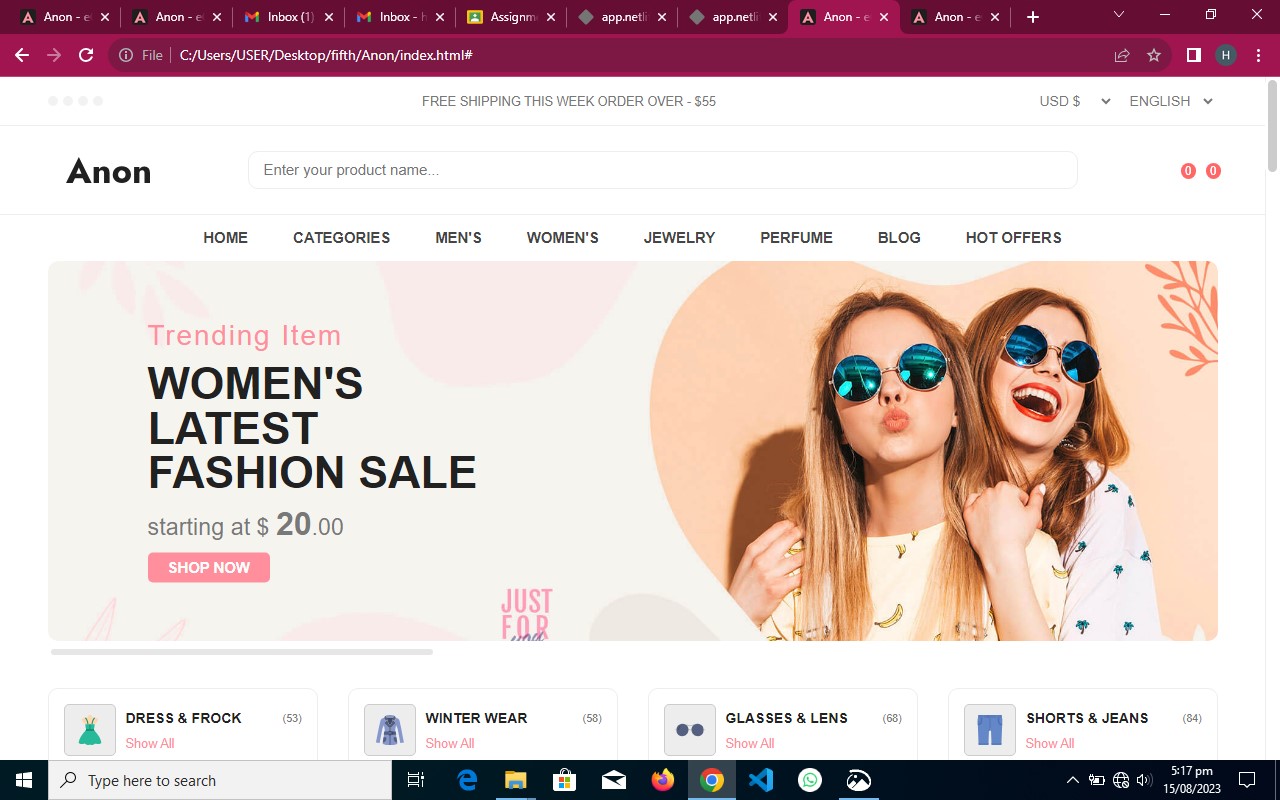 Anon - e
Anon - e
Inbox (1)
Inbox - h
Assignm
app.netli
app.netli
Anon - e
Anon - e
File
C:/Users/USER/Desktop/fifth/Anon/index.html#
H
FREE SHIPPING THIS WEEK ORDER OVER - $55
USD $
ENGLISH
Anon
Enter your product name...
0 0
HOME CATEGORIES MEN'S WOMEN'S JEWELRY PERFUME BLOG HOT OFFERS
Trending Item
WOMEN'S
LATEST
FASHION SALE
starting at $ 20.00
SHOP NOW
JUST
FOR
you
DRESS & FROCK (53)
Show All
WINTER WEAR (58)
Show All
GLASSES & LENS (68)
Show All
SHORTS & JEANS (84)
Show All
Type here to search
5:17 pm
15/08/2023